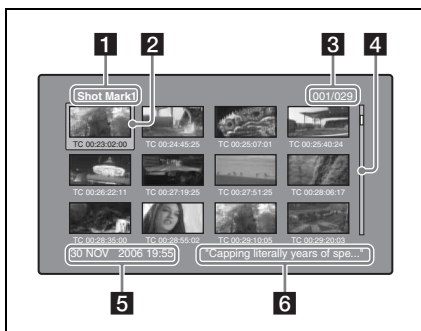 1 2 3 4
Shot Mark1 001/029
TC 00:23:02:00 TC 00:24:45:25 TC 00:25:07:01 TC 00:25:40:24
TC 00:26:22:11 TC 00:27:19:25 TC 00:27:51:25 TC 00:28:06:17
TC 00:28:35:00 TC 00:28:55:02 TC 00:29:10:05 TC 00:29:20:03
30 NOV 2006 19:55 "Capping literally years of spe..."
5 6